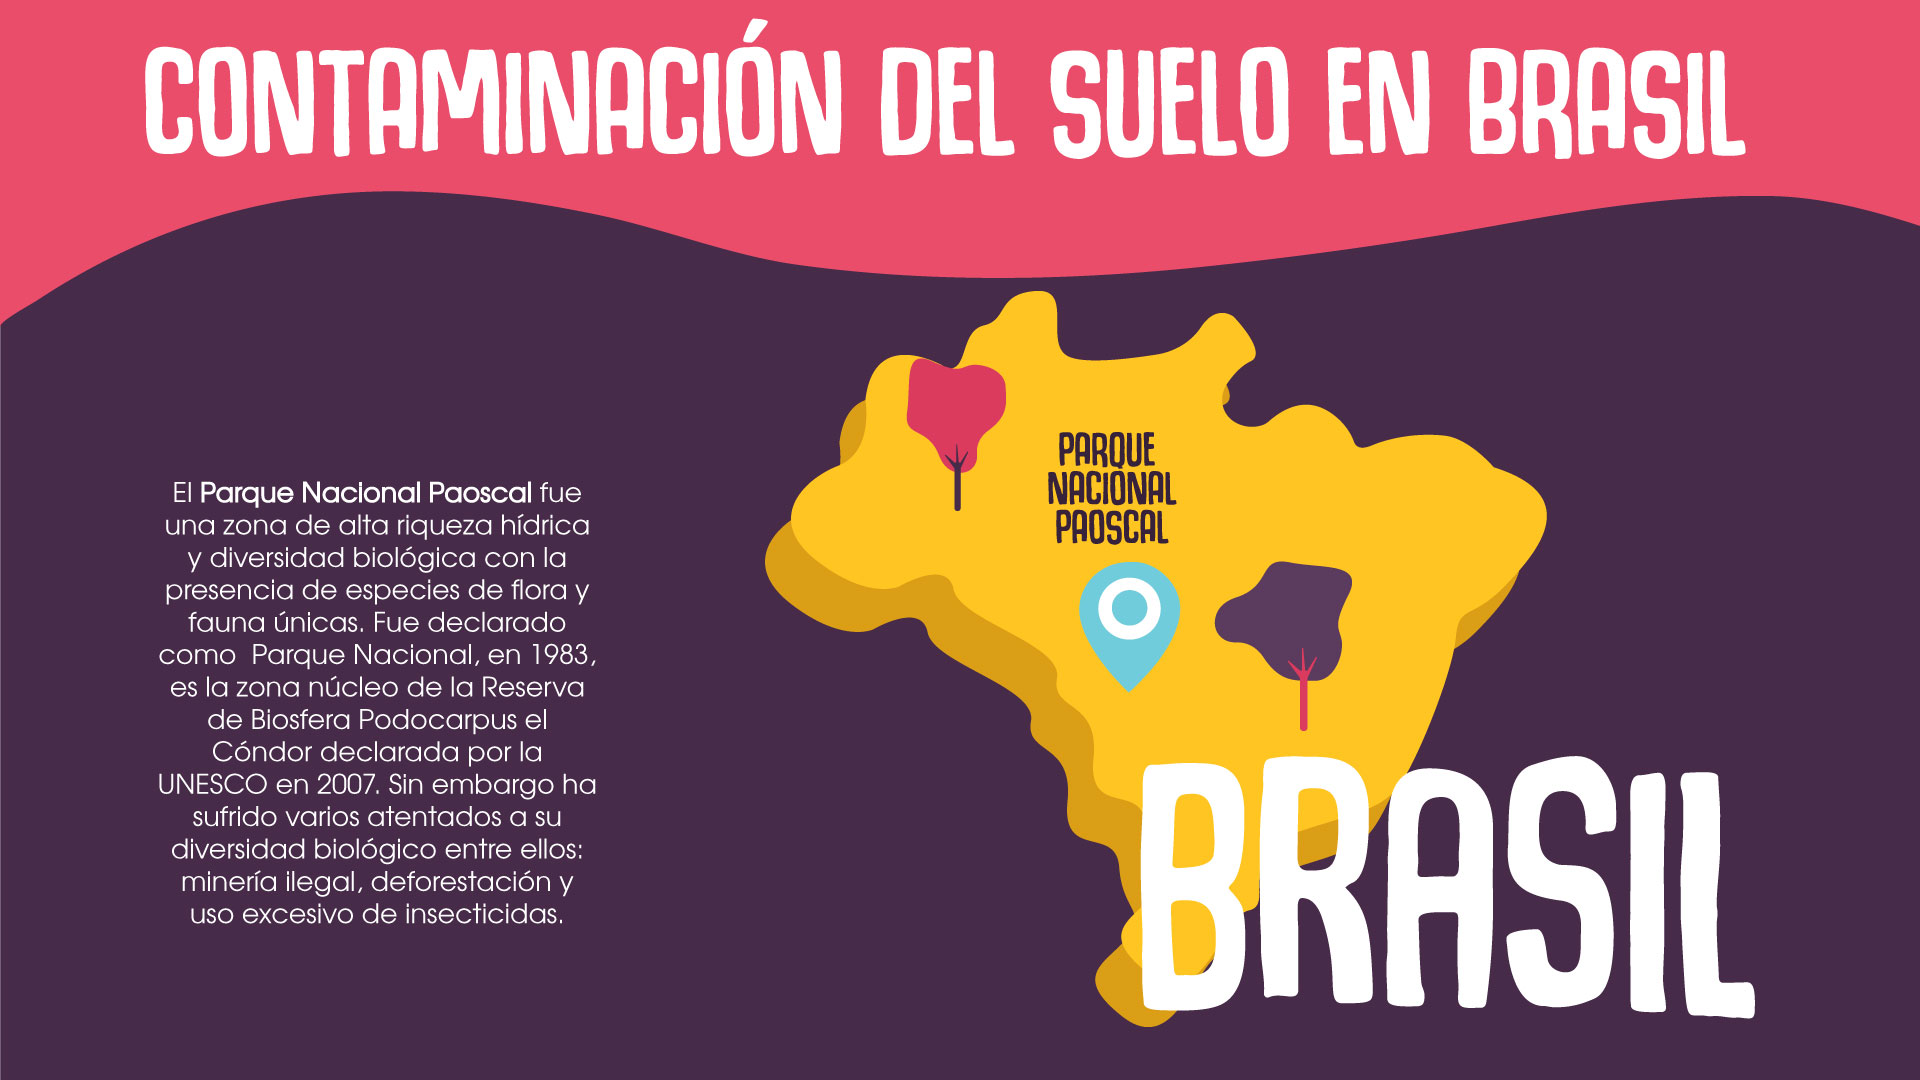 CONTAMINACIÓN DEL SUELO EN BRASIL
PARQUE
NACIONAL
PAOSCAL
El Parque Nacional Paoscal fue
una zona de alta riqueza hídrica
y diversidad biológica con la
presencia de especies de flora y
fauna únicas. Fue declarado
como  Parque Nacional, en 1983,
es la zona núcleo de la Reserva
de Biosfera Podocarpus el
Cóndor declarada por la
UNESCO en 2007. Sin embargo ha
sufrido varios atentados a su
diversidad biológico entre ellos:
minería ilegal, deforestación y
uso excesivo de insecticidas.
BRASIL